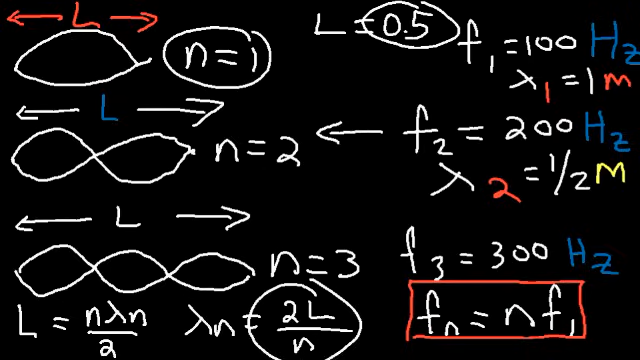 L
n=1
L=0.5
f₁=100 Hz
λ₁=1m
L
n=2
f₂=200 Hz
λ₂=1/2 m
L
n=3
f₃=300 Hz
L=nλn/2
λn=2L/n
fn=nf₁